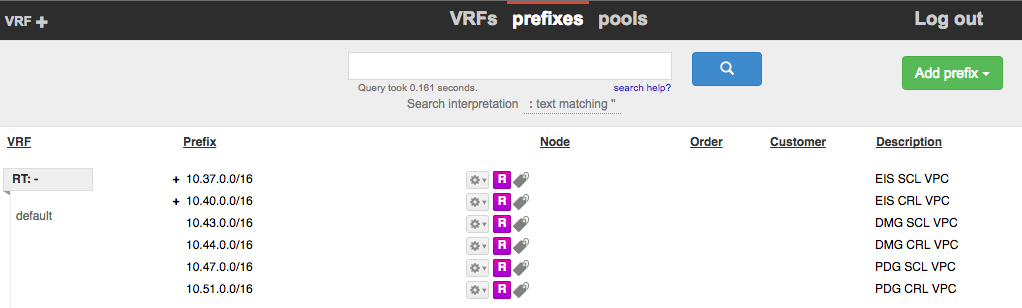 VRF + VRFs prefixes pools Log out
Add prefix
Query took 0.161 seconds. search help?
Search interpretation : text matching ''
VRF Prefix Node Order Customer Description
RT: - + 10.37.0.0/16 R EIS SCL VPC
+ 10.40.0.0/16 R EIS CRL VPC
default
10.43.0.0/16 R DMG SCL VPC
10.44.0.0/16 R DMG CRL VPC
10.47.0.0/16 R PDG SCL VPC
10.51.0.0/16 R PDG CRL VPC